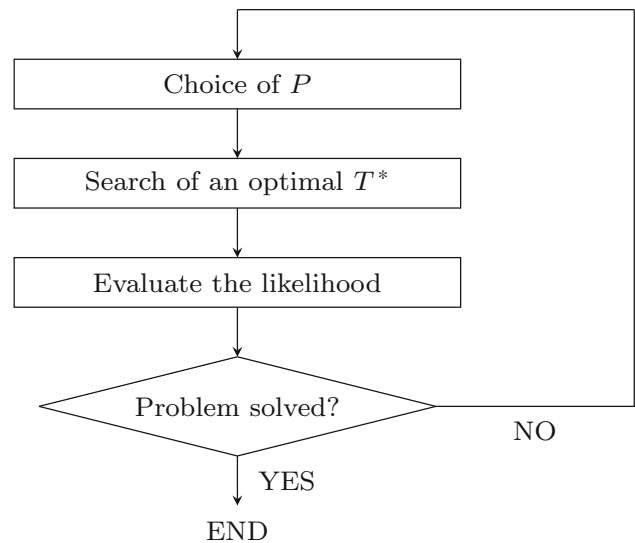 Choice of P
Search of an optimal T*
Evaluate the likelihood
Problem solved?
NO
YES
END